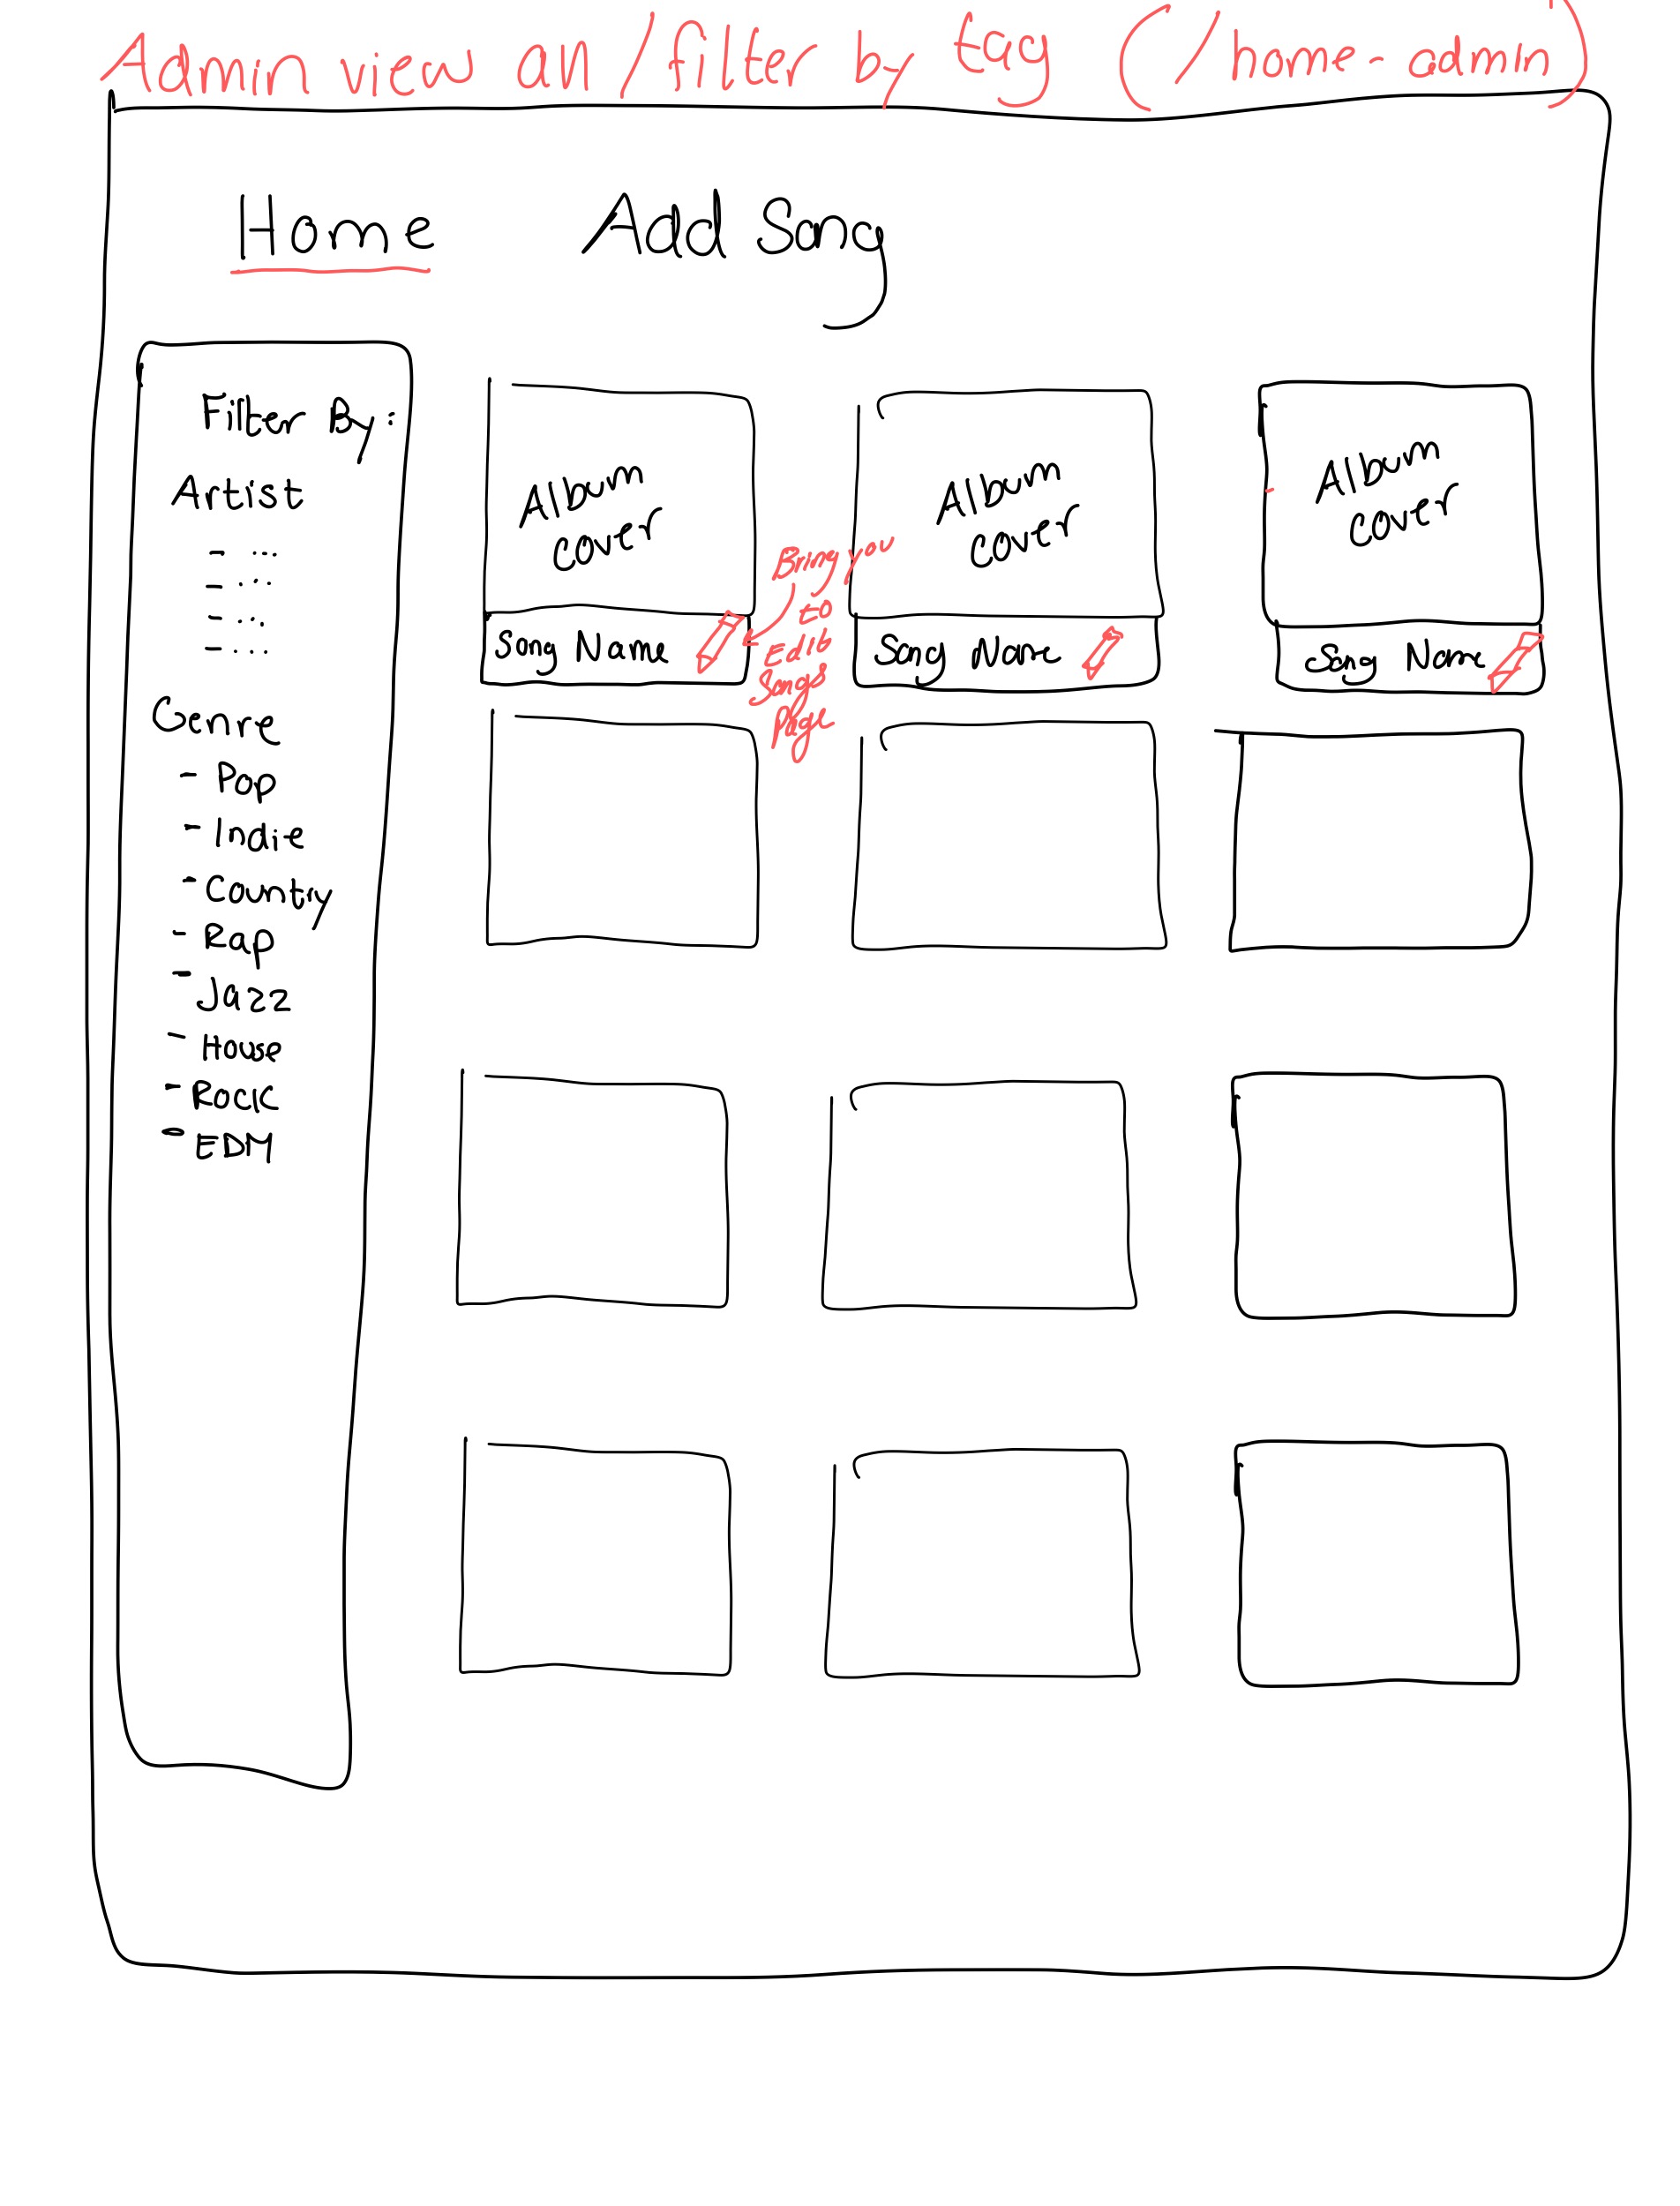 Admin view all / filter by tag (/home-admin)
Home Add Song
Filter By:
Artist
- ...
- ...
- ...
- ...
Genre
- Pop
- Indie
- Country
- Rap
- Jazz
- House
- Rock
- EDM
Album
cover
Song Name
Bring you
to
Edit
Songs
page
Album
cover
Song Name
Album
cover
Song Name